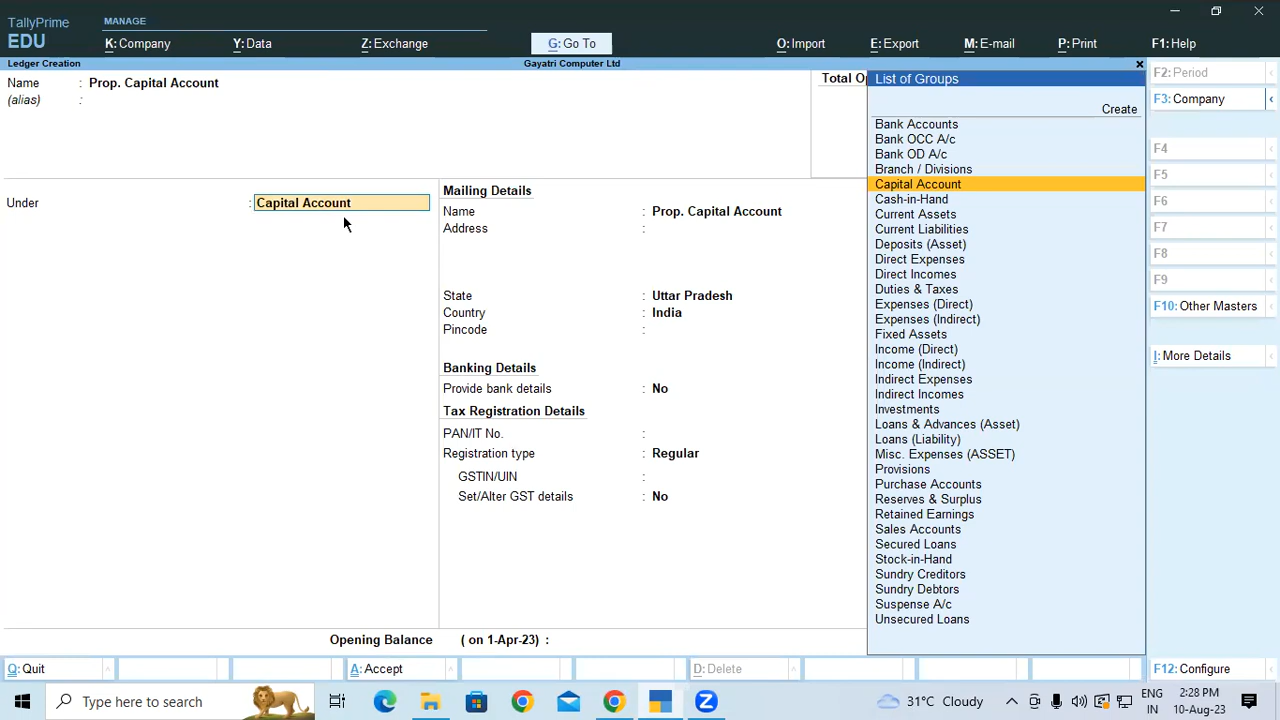 TallyPrime
EDU
MANAGE
K: Company
Y: Data
Z: Exchange
G: Go To
O: Import
E: Export
M: E-mail
P: Print
F1: Help
Ledger Creation
Gayatri Computer Ltd
Name : Prop. Capital Account
(alias) :
Total Op
Under : Capital Account
Mailing Details
Name : Prop. Capital Account
Address :
State : Uttar Pradesh
Country : India
Pincode :
Banking Details
Provide bank details : No
Tax Registration Details
PAN/IT No. :
Registration type : Regular
GSTIN/UIN :
Set/Alter GST details : No
Opening Balance ( on 1-Apr-23) :
List of Groups
Create
Bank Accounts
Bank OCC A/c
Bank OD A/c
Branch / Divisions
Capital Account
Cash-in-Hand
Current Assets
Current Liabilities
Deposits (Asset)
Direct Expenses
Direct Incomes
Duties & Taxes
Expenses (Direct)
Expenses (Indirect)
Fixed Assets
Income (Direct)
Income (Indirect)
Indirect Expenses
Indirect Incomes
Investments
Loans & Advances (Asset)
Loans (Liability)
Misc. Expenses (ASSET)
Provisions
Purchase Accounts
Reserves & Surplus
Retained Earnings
Sales Accounts
Secured Loans
Stock-in-Hand
Sundry Creditors
Sundry Debtors
Suspense A/c
Unsecured Loans
F2: Period
F3: Company
F4
F5
F6
F7
F8
F9
F10: Other Masters
I: More Details
F12: Configure
Q: Quit
A: Accept
D: Delete
Type here to search
31°C Cloudy
ENG
IN
2:28 PM
10-Aug-23